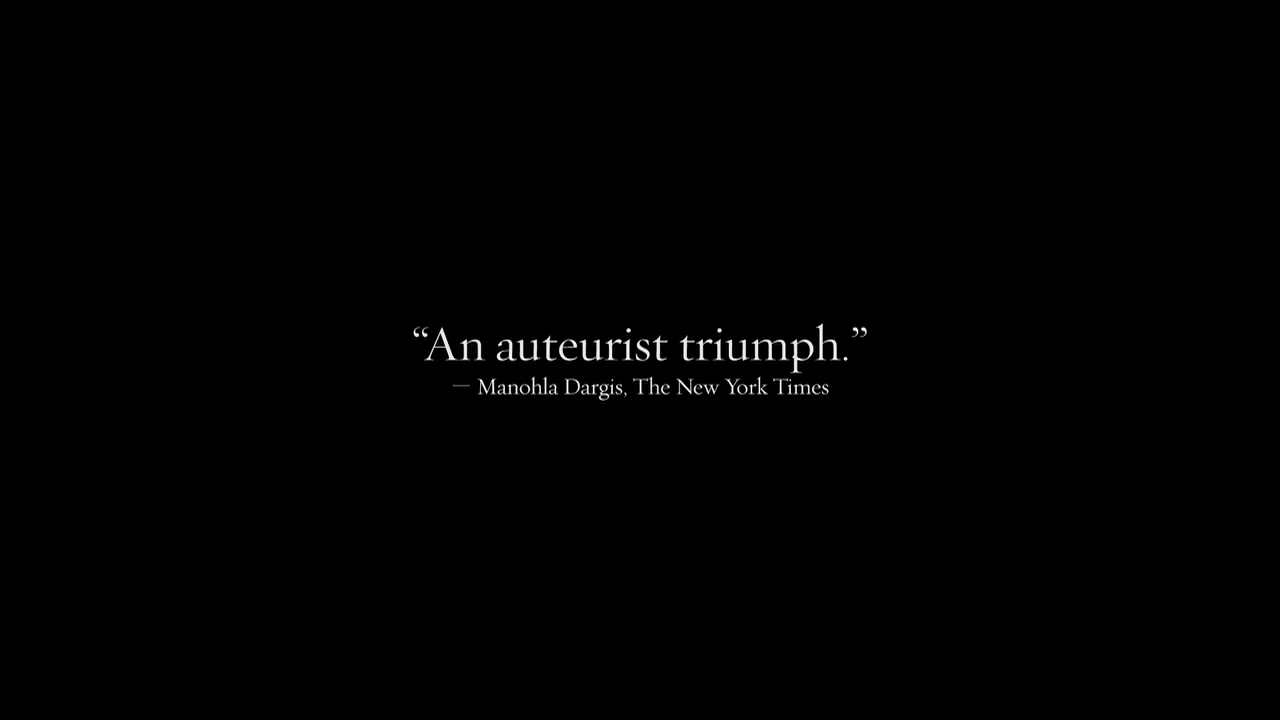 “An auteurist triumph.”
— Manohla Dargis, The New York Times